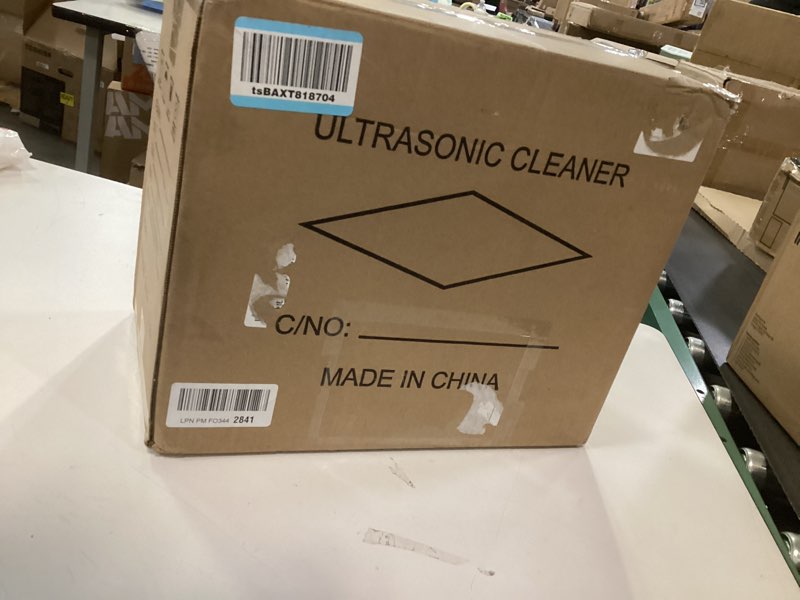 tsBAXT818704
ULTRASONIC CLEANER
C/NO:
MADE IN CHINA
LPN PM FO344 2841